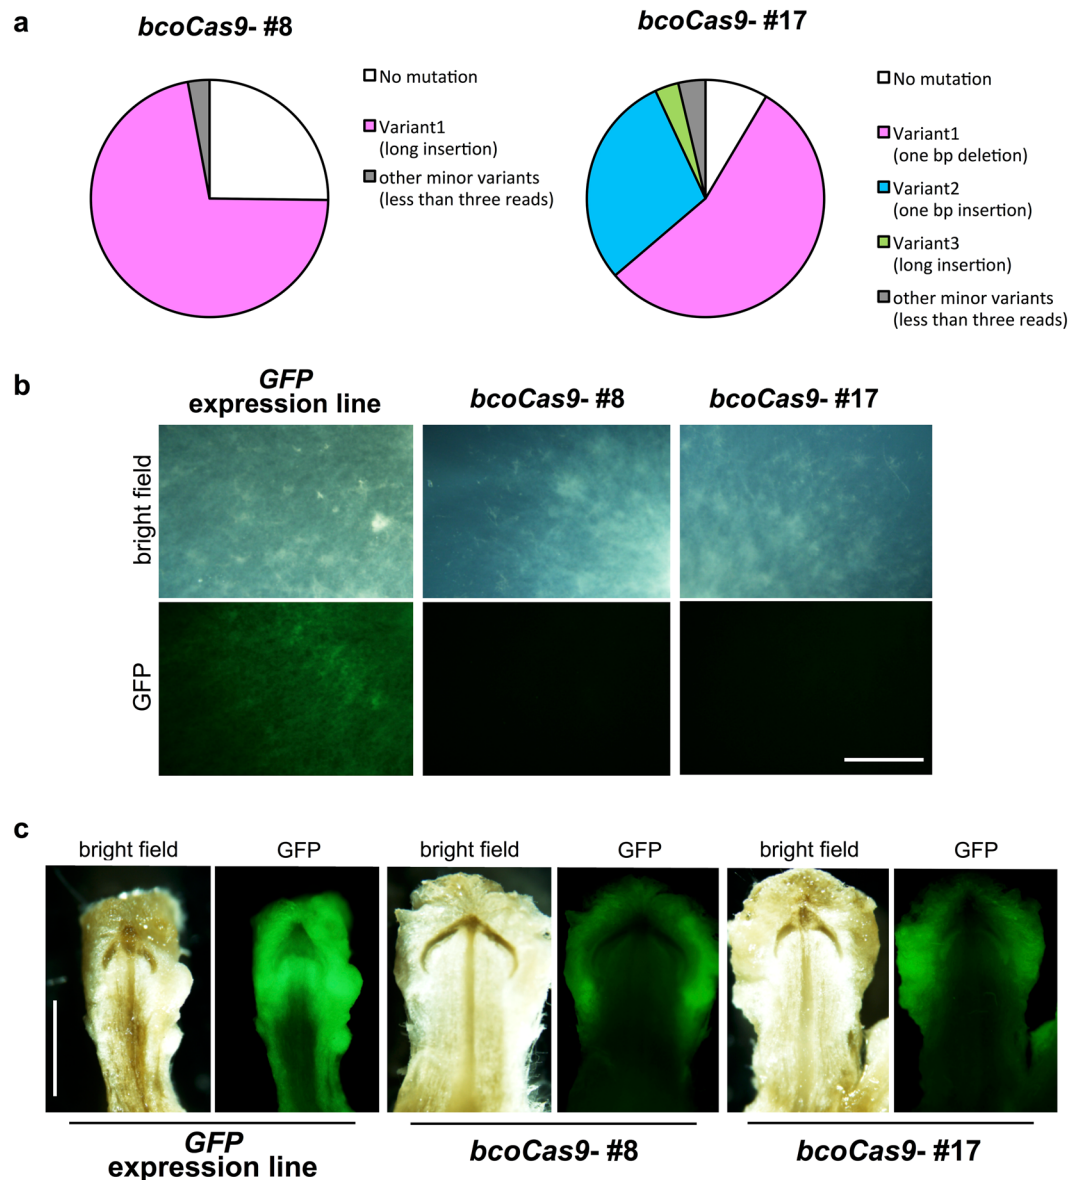 a
bcoCas9- #8
bcoCas9- #17
No mutation
Variant1
(long insertion)
other minor variants
(less than three reads)
No mutation
Variant1
(one bp deletion)
Variant2
(one bp insertion)
Variant3
(long insertion)
other minor variants
(less than three reads)
b
GFP
expression line
bcoCas9- #8
bcoCas9- #17
bright field
GFP
c
bright field
GFP
bright field
GFP
bright field
GFP
GFP
expression line
bcoCas9- #8
bcoCas9- #17